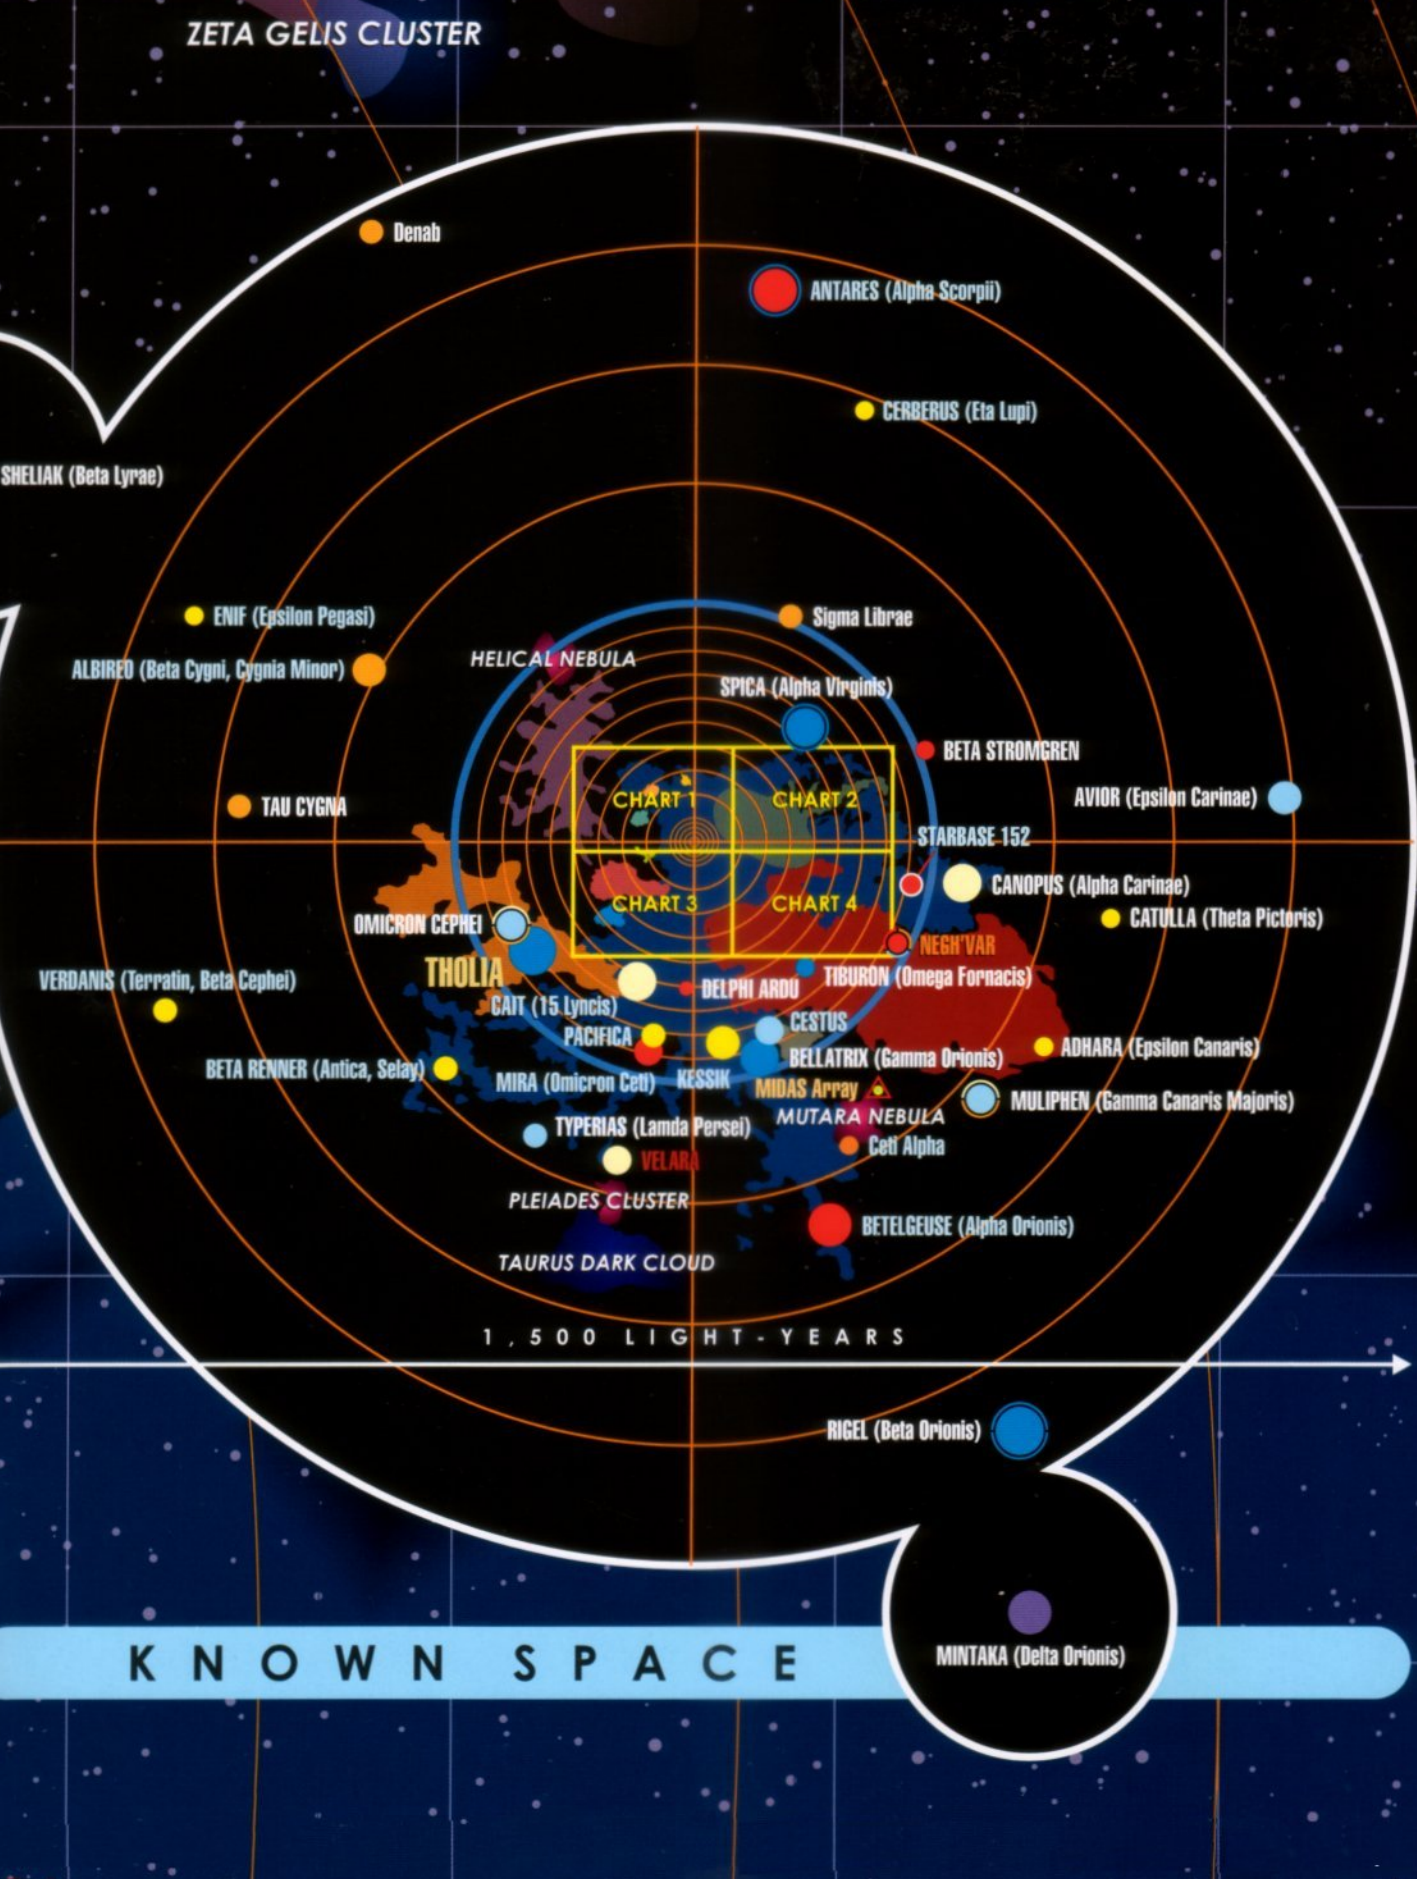 ZETA GELIS CLUSTER
Denab
ANTARES (Alpha Scorpii)
CERBERUS (Eta Lupi)
SHELIAK (Beta Lyrae)
ENIF (Epsilon Pegasi)
Sigma Librae
HELICAL NEBULA
ALBIREO (Beta Cygni, Cygnia Minor)
SPICA (Alpha Virginis)
BETA STROMGREN
AVIOR (Epsilon Carinae)
CHART 1
CHART 2
TAU CYGNA
STARBASE 152
CANOPUS (Alpha Carinae)
CHART 3
CHART 4
CATULLA (Theta Pictoris)
OMICRON CEPHEI
NEGH'VAR
THOLIA
TIBURON (Omega Fornacis)
VERDANIS (Terratin, Beta Cephei)
DELPHI ARDU
CAIT (15 Lyncis)
CESTUS
PACIFICA
ADHARA (Epsilon Canaris)
BELLATRIX (Gamma Orionis)
BETA RENNER (Antica, Selay)
MIRA (Omicron Ceti)
KESSIK
MIDAS Array
MULIPHEN (Gamma Canaris Majoris)
MUTARA NEBULA
TYPERIAS (Lamda Persei)
Ceti Alpha
VELARA
PLEIADES CLUSTER
BETELGEUSE (Alpha Orionis)
TAURUS DARK CLOUD
1,500 LIGHT-YEARS
RIGEL (Beta Orionis)
MINTAKA (Delta Orionis)
KNOWN SPACE